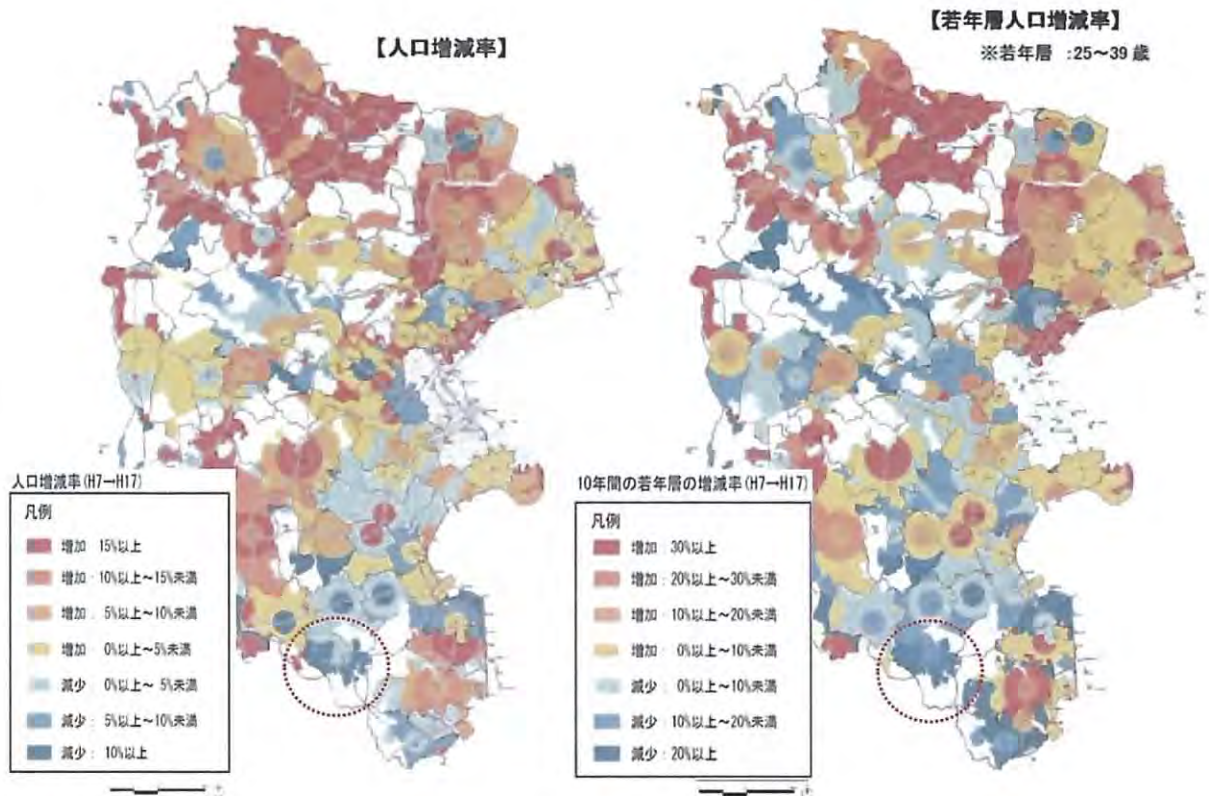 【人口増減率】
【若年層人口増減率】
※若年層 :25～39歳
人口増減率(H7→H17)
凡例
増加 15%以上
増加：10%以上～15%未満
増加：5%以上～10%未満
増加：0%以上～5%未満
減少：0%以上～ 5%未満
減少：5%以上～10%未満
減少：10%以上
10年間の若年層の増減率(H7→H17)
凡例
増加：30%以上
増加：20%以上～30%未満
増加：10%以上～20%未満
増加：0%以上～10%未満
減少：0%以上～10%未満
減少：10%以上～20%未満
減少：20%以上